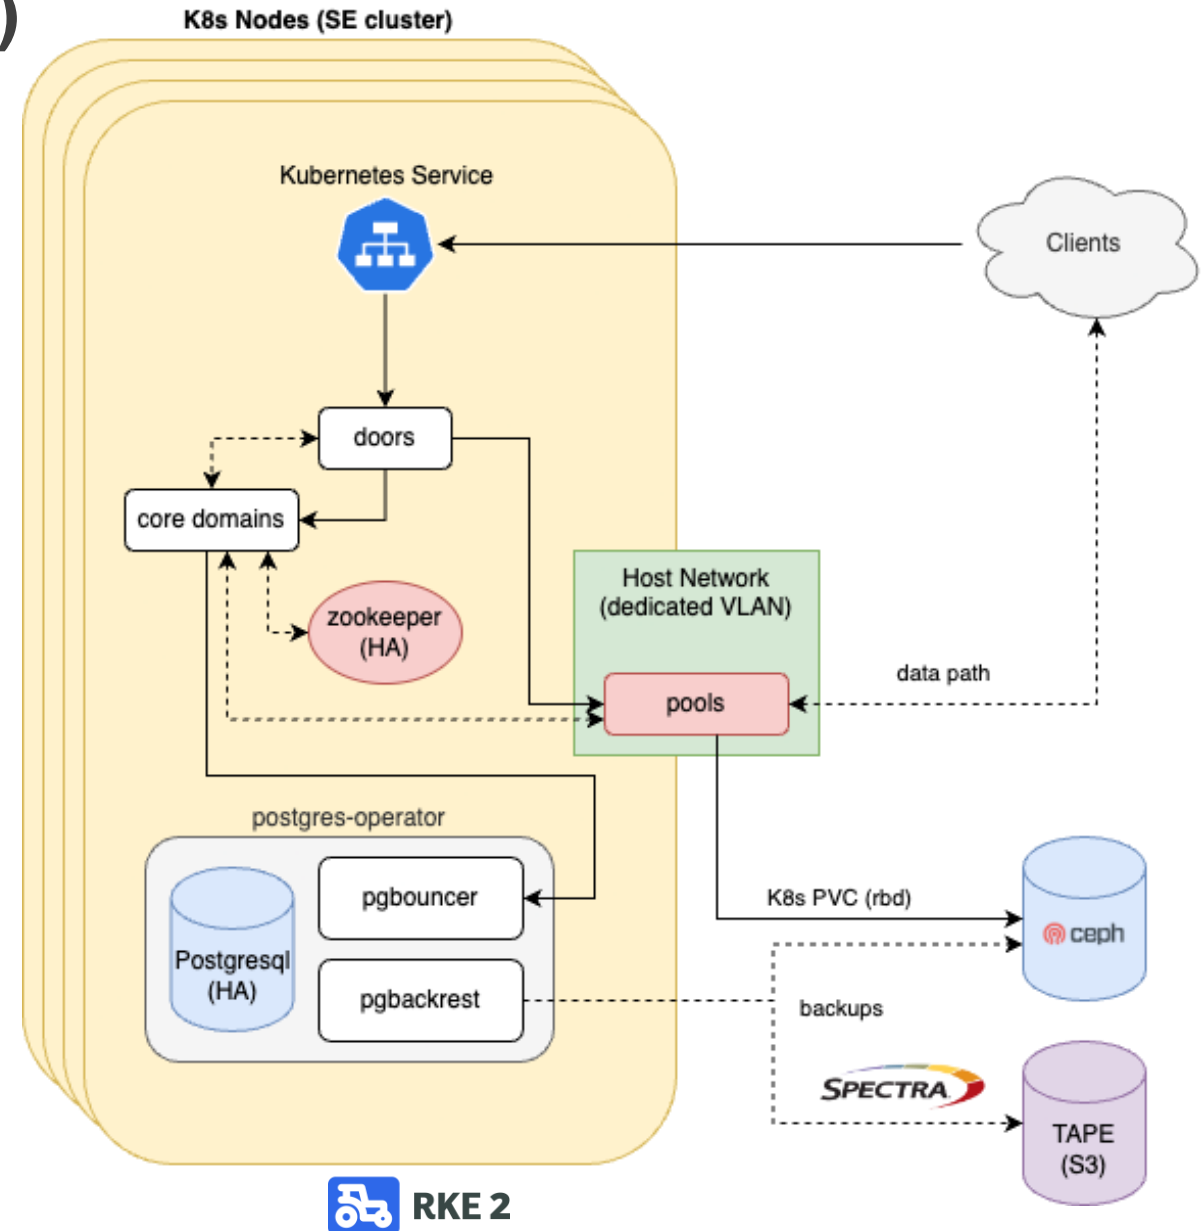 )
K8s Nodes (SE cluster)
Kubernetes Service
Clients
doors
core domains
zookeeper
(HA)
Host Network
(dedicated VLAN)
pools
data path
postgres-operator
Postgresql
(HA)
pgbouncer
pgbackrest
K8s PVC (rbd)
ceph
backups
SPECTRA
TAPE
(S3)
RKE 2